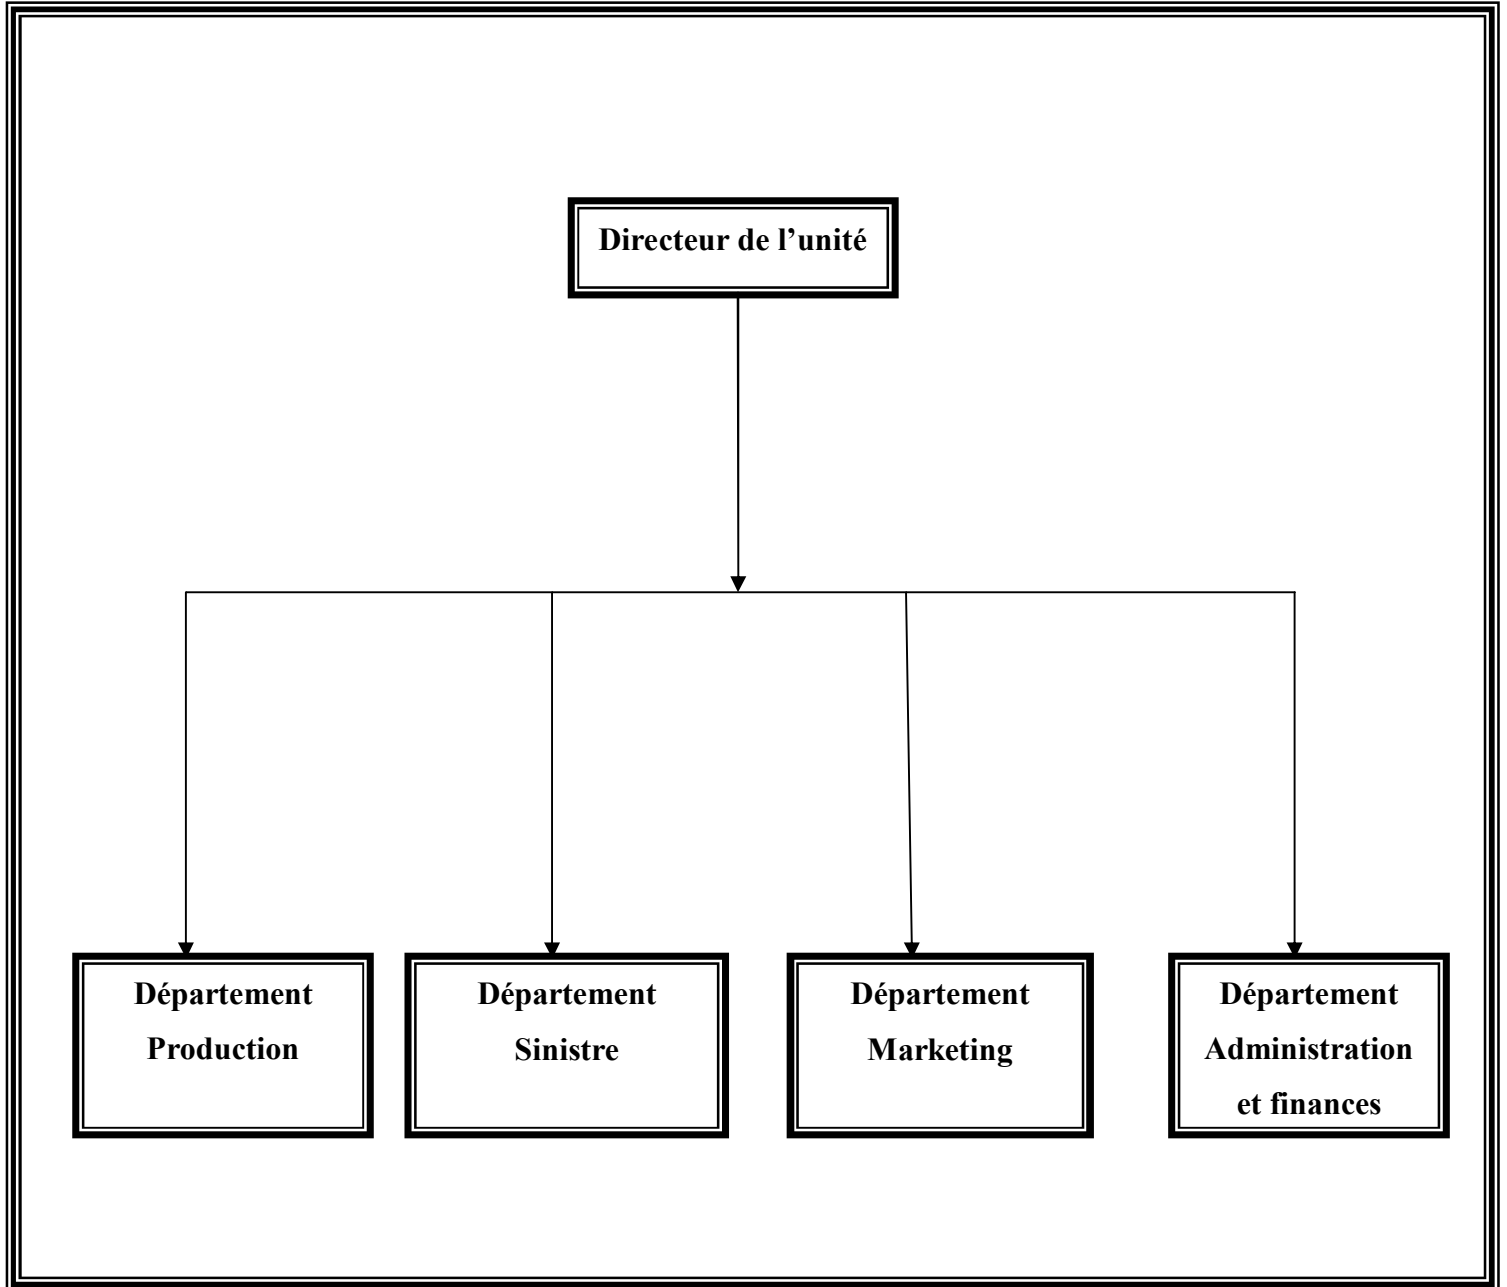 Directeur de l’unité
Département
Production
Département
Sinistre
Département
Marketing
Département
Administration
et finances